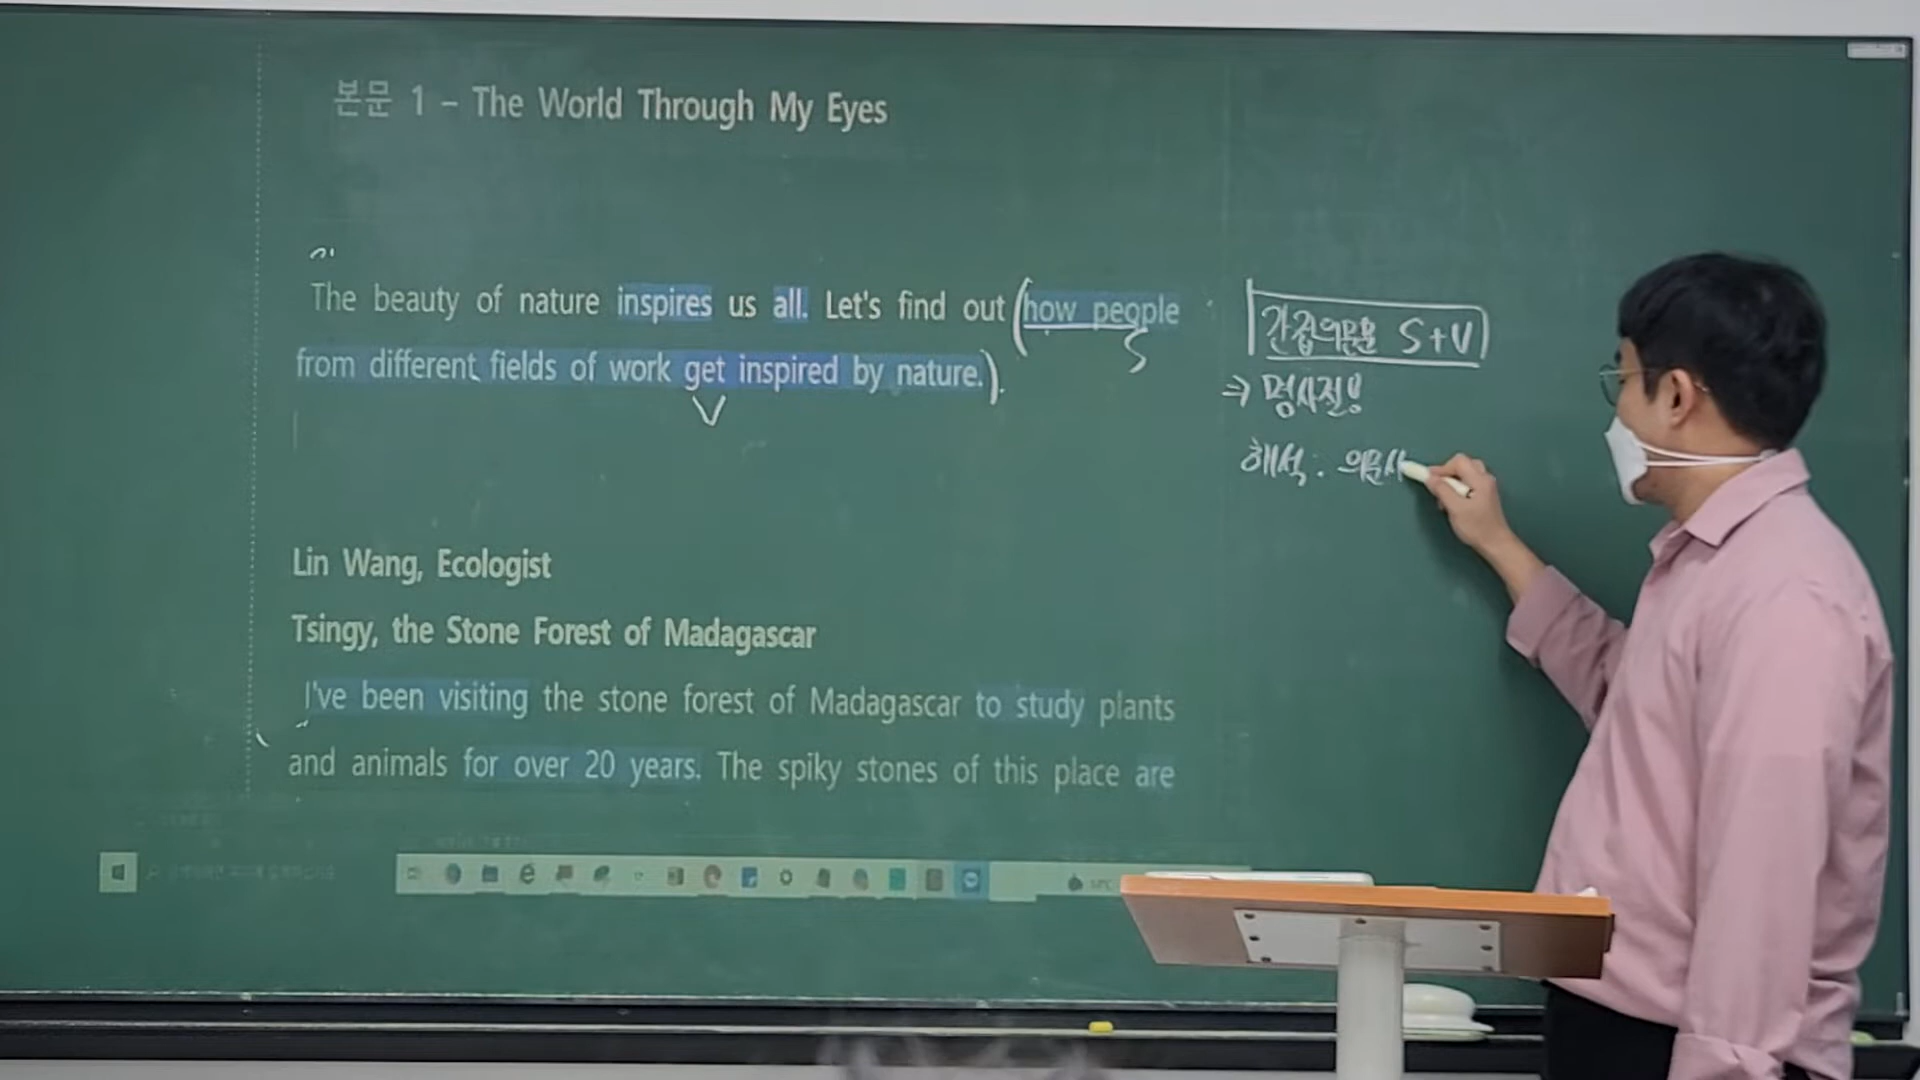 본문 1 – The World Through My Eyes
The beauty of nature inspires us all. Let's find out (how people
S
from different fields of work get inspired by nature.)
V
간접의문문 S+V
⇒ 명사절!
해석: 의문사
Lin Wang, Ecologist
Tsingy, the Stone Forest of Madagascar
I've been visiting the stone forest of Madagascar to study plants
and animals for over 20 years. The spiky stones of this place are